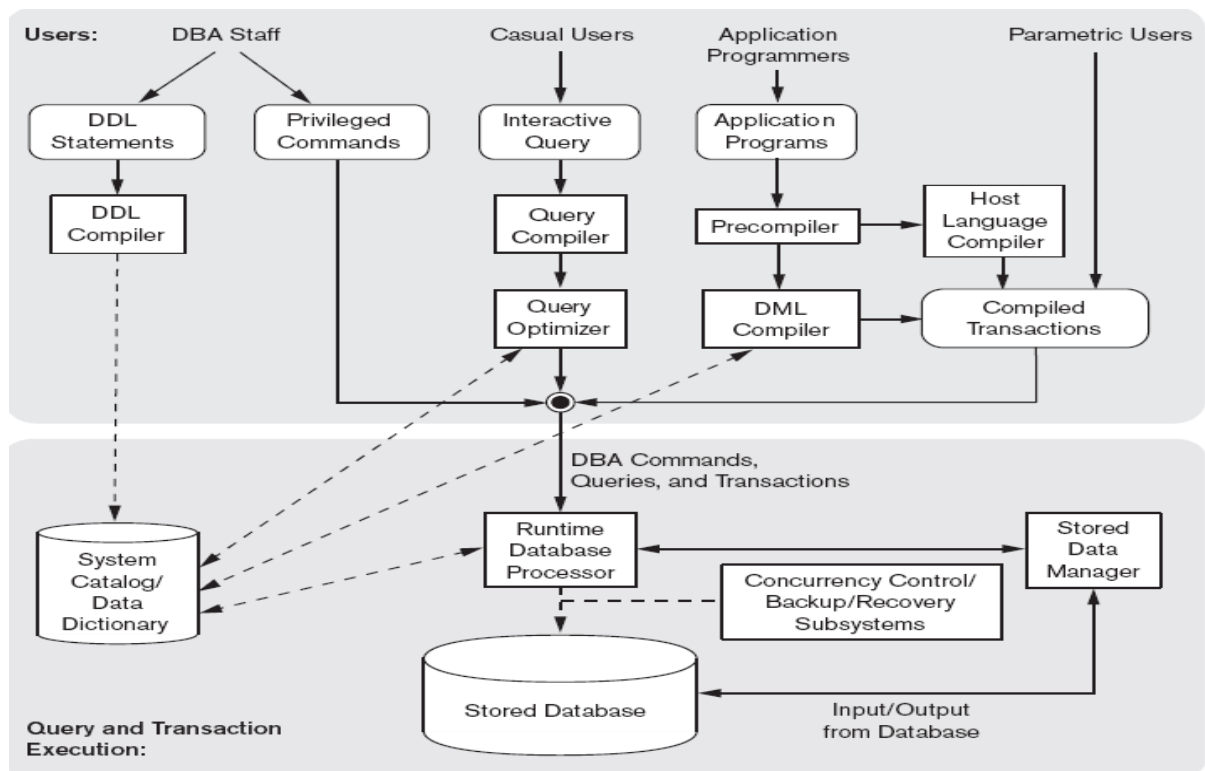 Users:
DBA Staff
Casual Users
Application
Programmers
Parametric Users
DDL
Statements
Privileged
Commands
Interactive
Query
Application
Programs
DDL
Compiler
Query
Compiler
Precompiler
Host
Language
Compiler
Query
Optimizer
DML
Compiler
Compiled
Transactions
DBA Commands,
Queries, and Transactions
System
Catalog/
Data
Dictionary
Runtime
Database
Processor
Stored
Data
Manager
Concurrency Control/
Backup/Recovery
Subsystems
Stored Database
Input/Output
from Database
Query and Transaction
Execution: